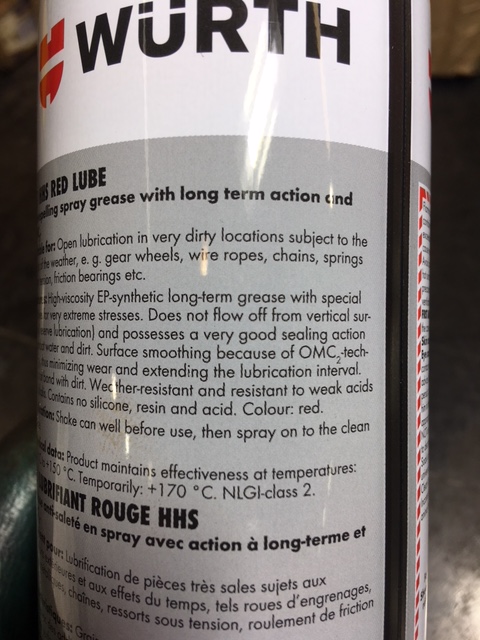 WÜRTH
HHS RED LUBE
spray grease with long term action and
for: Open lubrication in very dirty locations subject to the
the weather, e. g. gear wheels, wire ropes, chains, springs
friction bearings etc.
High-viscosity EP-synthetic long-term grease with special
for very extreme stresses. Does not flow off from vertical sur-
lubrication) and possesses a very good sealing action
water and dirt. Surface smoothing because of OMC₂-tech-
minimizing wear and extending the lubrication interval.
bond with dirt. Weather-resistant and resistant to weak acids
Contains no silicone, resin and acid. Colour: red.
Shake can well before use, then spray on to the clean
data: Product maintains effectiveness at temperatures:
+150 °C. Temporarily: +170 °C. NLGI-class 2.
LUBRIFIANT ROUGE HHS
anti-saleté en spray avec action à long-terme et
pour: Lubrification de pièces très sales sujets aux
et aux effets du temps, tels roues d'engrenages,
chaînes, ressorts sous tension, roulement de friction